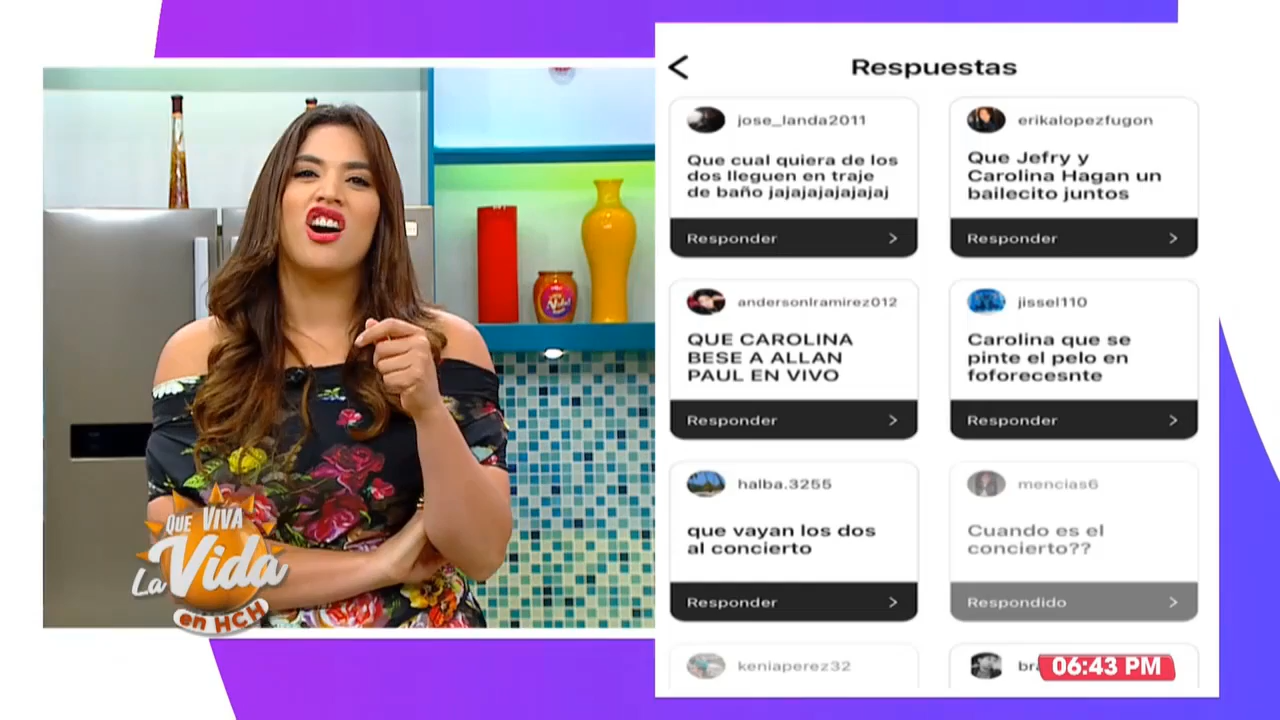 Respuestas
jose_landa2011
Que cual quiera de los
dos lleguen en traje
de baño jajajajajajaj
Responder
erikalopezfugon
Que Jefry y
Carolina Hagan un
bailecito juntos
Responder
andersonlramirez012
QUE CAROLINA
BESE A ALLAN
PAUL EN VIVO
Responder
jissel110
Carolina que se
pinte el pelo en
foforecesnte
Responder
halba.3255
que vayan los dos
al concierto
Responder
mencias6
Cuando es el
concierto??
Respondido
keniaperez32
06:43 PM
QUE VIVA
La Vida
en HCH